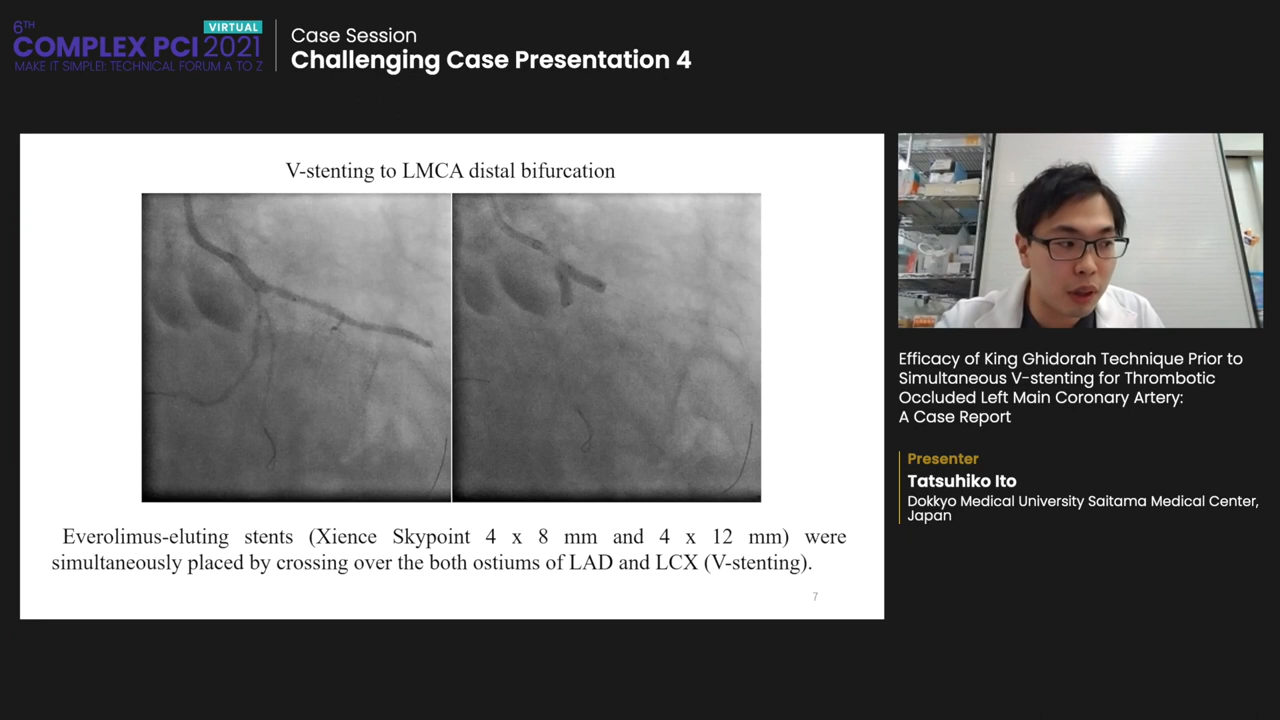 6TH
VIRTUAL
COMPLEX PCI 2021
MAKE IT SIMPLE!: TECHNICAL FORUM A TO Z
Case Session
Challenging Case Presentation 4
V-stenting to LMCA distal bifurcation
Everolimus-eluting stents (Xience Skypoint 4 x 8 mm and 4 x 12 mm) were
simultaneously placed by crossing over the both ostiums of LAD and LCX (V-stenting).
7
Efficacy of King Ghidorah Technique Prior to
Simultaneous V-stenting for Thrombotic
Occluded Left Main Coronary Artery:
A Case Report
Presenter
Tatsuhiko Ito
Dokkyo Medical University Saitama Medical Center,
Japan